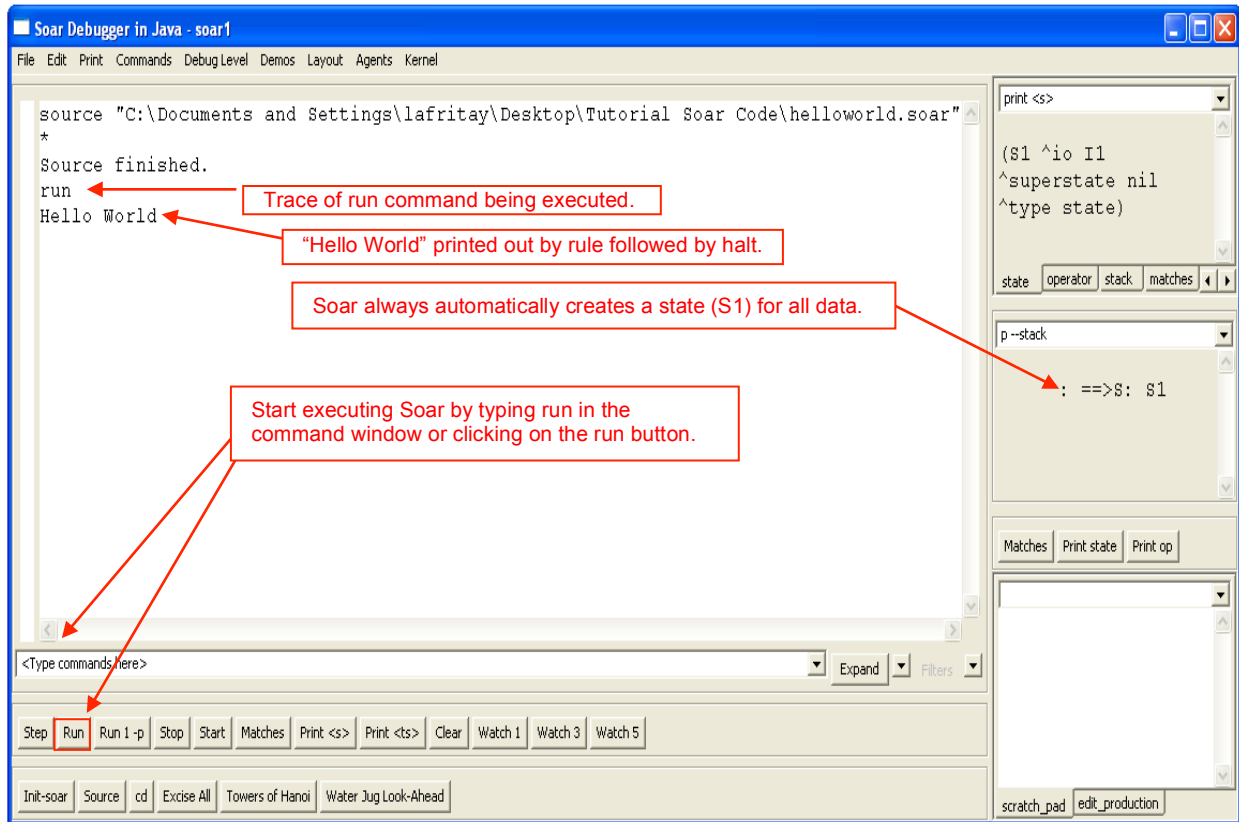 Soar Debugger in Java - soar1
File Edit Print Commands Debug Level Demos Layout Agents Kernel
source "C:\Documents and Settings\lafritay\Desktop\Tutorial Soar Code\helloworld.soar"
*
Source finished.
run
Trace of run command being executed.
Hello World
“Hello World” printed out by rule followed by halt.
Soar always automatically creates a state (S1) for all data.
Start executing Soar by typing run in the
command window or clicking on the run button.
<Type commands here>
Expand
Filters
Step Run Run 1 -p Stop Start Matches Print <s> Print <ts> Clear Watch 1 Watch 3 Watch 5
Init-soar Source cd Excise All Towers of Hanoi Water Jug Look-Ahead
print <s>
(S1 ^io I1
^superstate nil
^type state)
state operator stack matches
p --stack
: ==>S: S1
Matches Print state Print op
scratch_pad edit_production